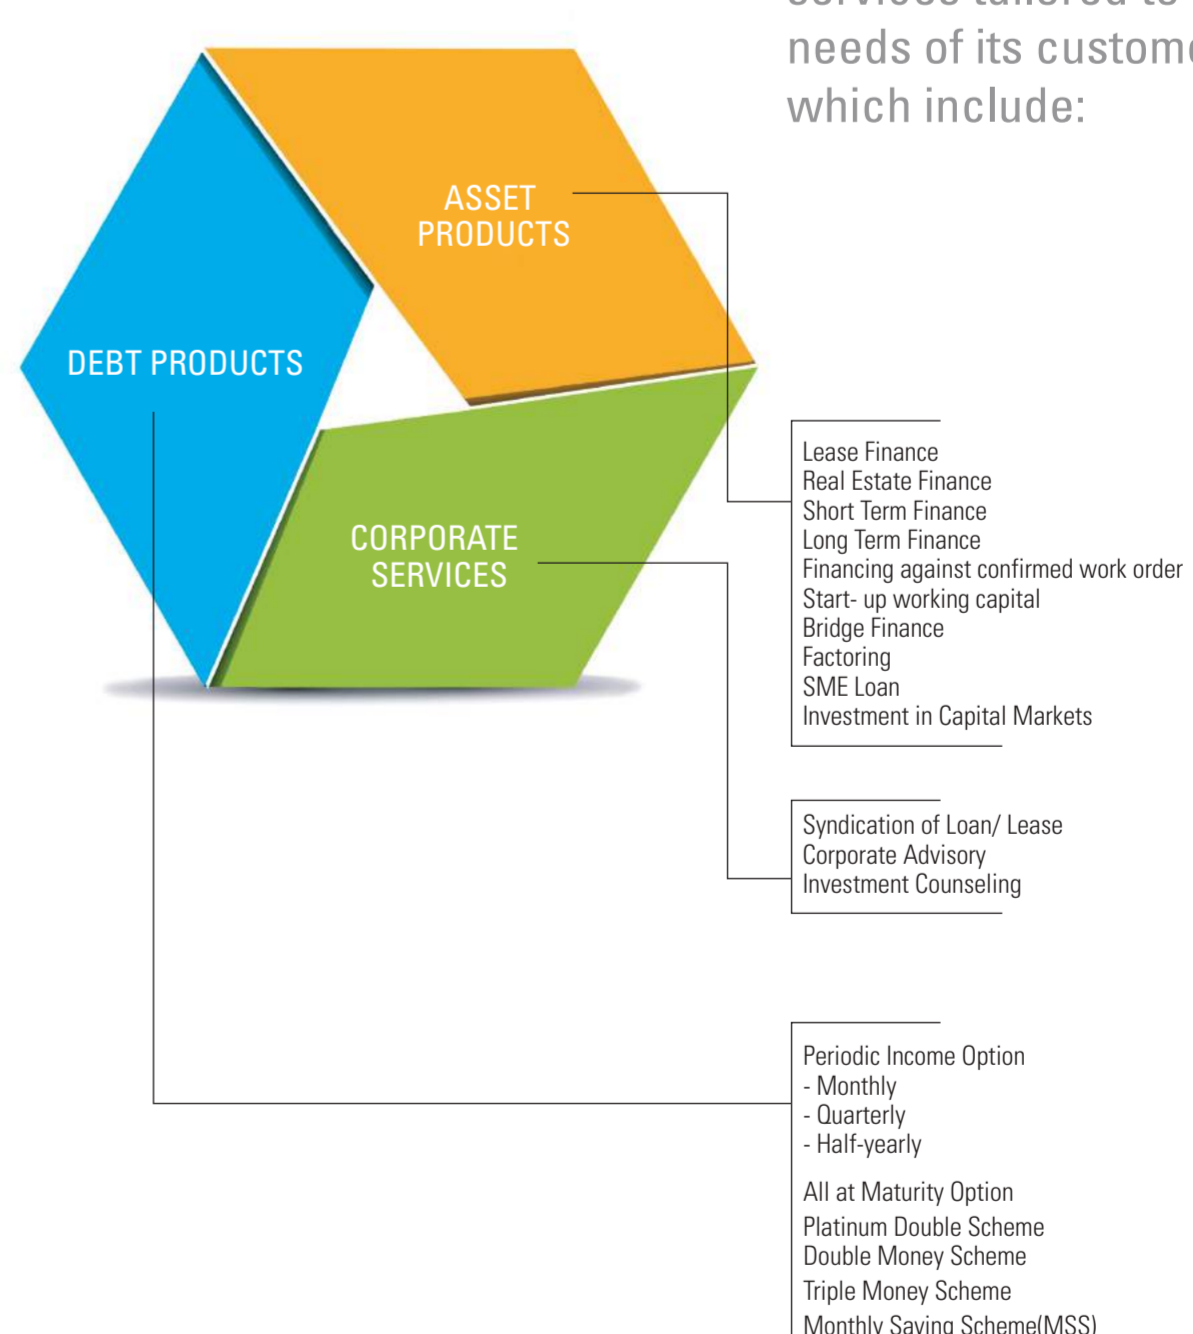 services tailored to
needs of its custome
which include:
ASSET
PRODUCTS
DEBT PRODUCTS
CORPORATE
SERVICES
Lease Finance
Real Estate Finance
Short Term Finance
Long Term Finance
Financing against confirmed work order
Start- up working capital
Bridge Finance
Factoring
SME Loan
Investment in Capital Markets
Syndication of Loan/ Lease
Corporate Advisory
Investment Counseling
Periodic Income Option
- Monthly
- Quarterly
- Half-yearly
All at Maturity Option
Platinum Double Scheme
Double Money Scheme
Triple Money Scheme
Monthly Saving Scheme(MSS)